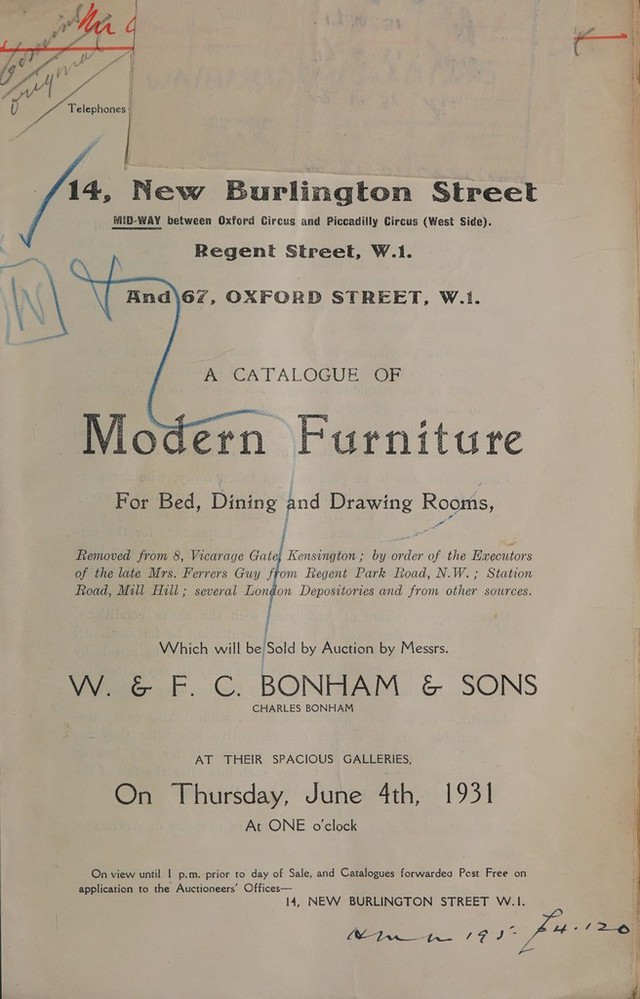 original
Telephones
14, New Burlington Street
MID-WAY between Oxford Circus and Piccadilly Circus (West Side).
Regent Street, W.1.
And 67, OXFORD STREET, W.1.
A CATALOGUE OF
Modern Furniture
For Bed, Dining and Drawing Rooms,
Removed from 8, Vicarage Gate, Kensington; by order of the Executors
of the late Mrs. Ferrers Guy from Regent Park Road, N.W.; Station
Road, Mill Hill; several London Depositories and from other sources.
Which will be Sold by Auction by Messrs.
W. & F. C. BONHAM & SONS
CHARLES BONHAM
AT THEIR SPACIOUS GALLERIES,
On Thursday, June 4th, 1931
At ONE o'clock
On view until 1 p.m. prior to day of Sale, and Catalogues forwarded Post Free on
application to the Auctioneers' Offices—
14, NEW BURLINGTON STREET W.1.